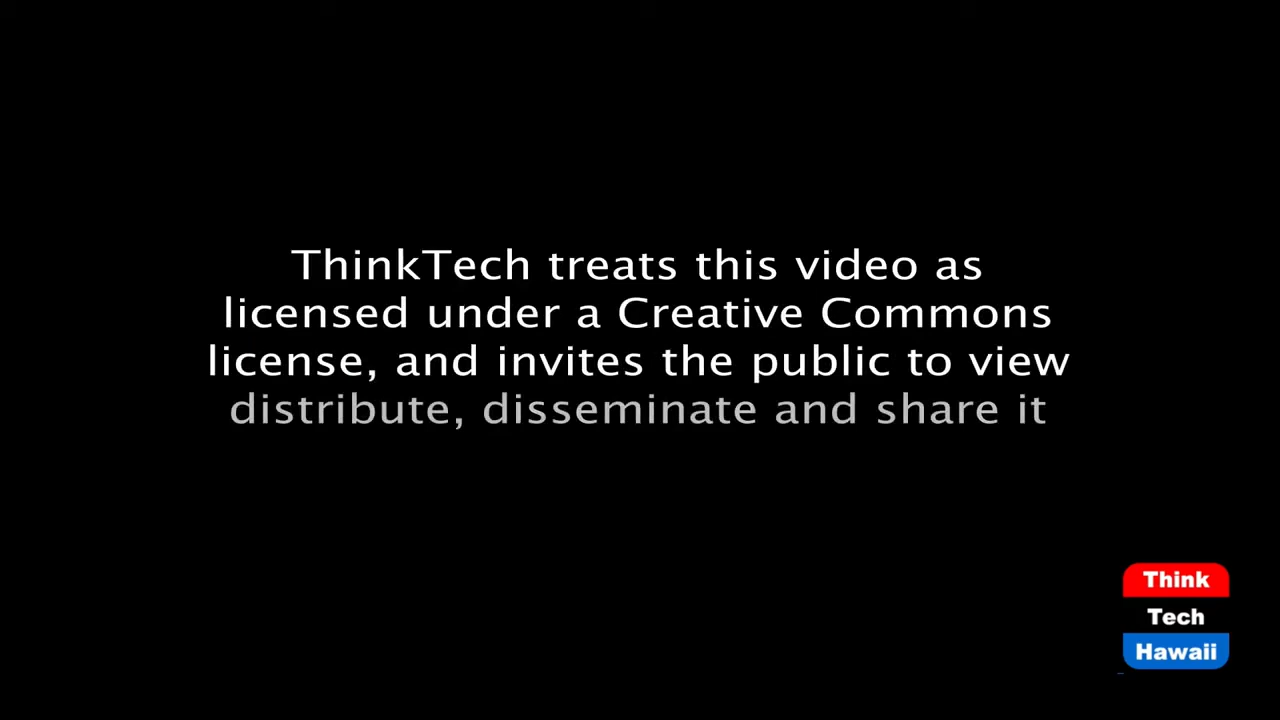 ThinkTech treats this video as
licensed under a Creative Commons
license, and invites the public to view
distribute, disseminate and share it
Think
Tech
Hawaii